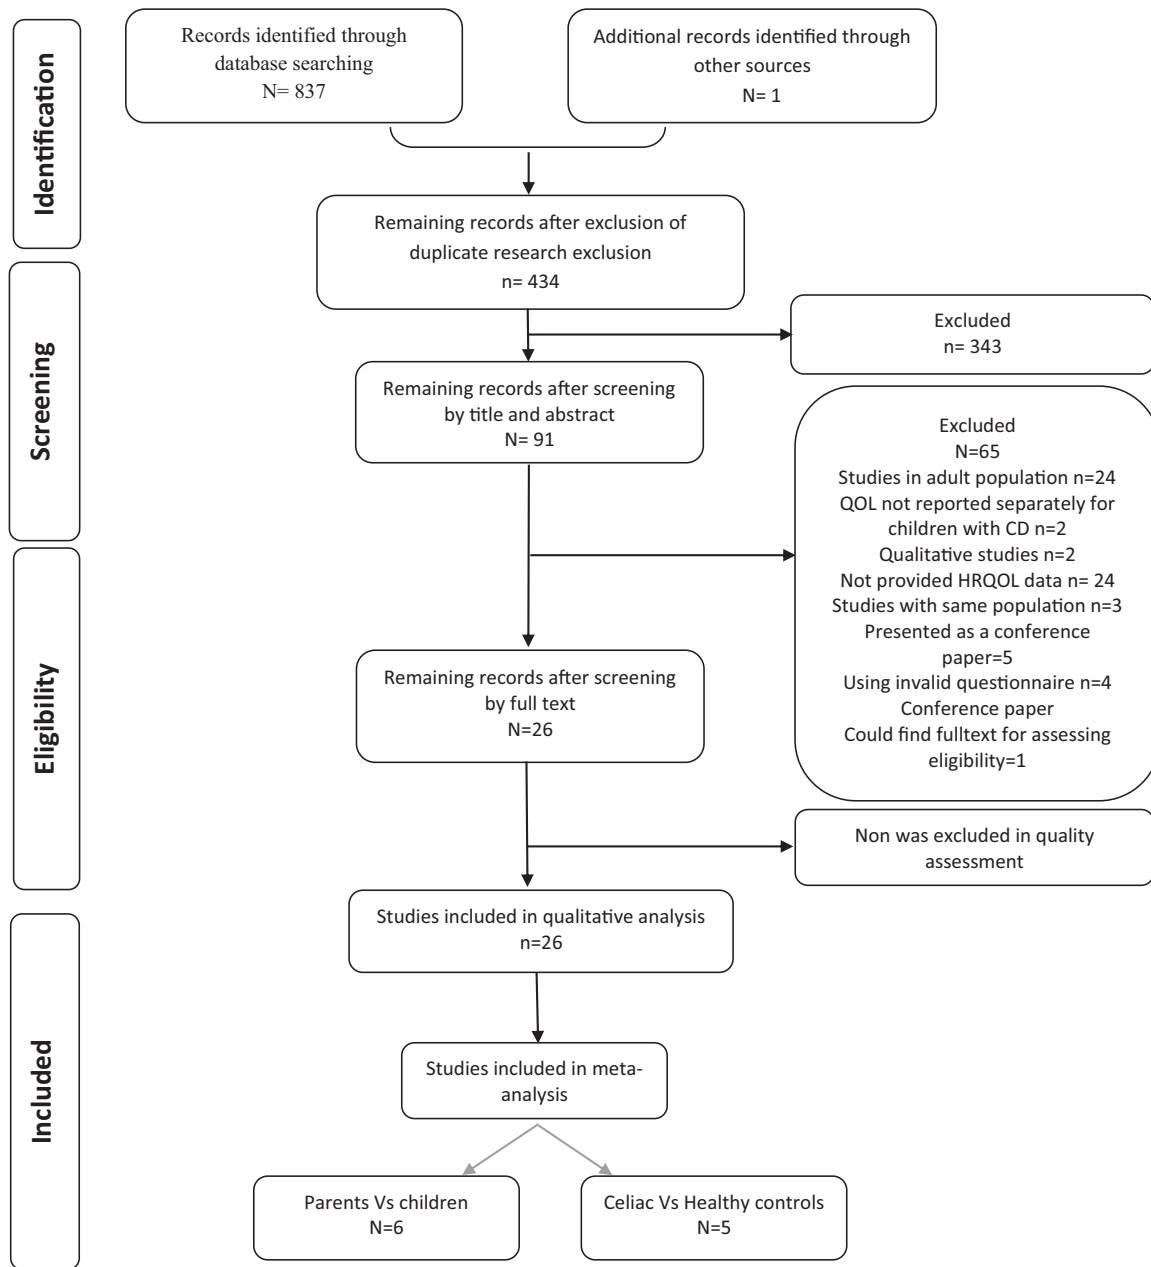 Identification
Records identified through
database searching
N= 837
Additional records identified through
other sources
N= 1
Remaining records after exclusion of
duplicate research exclusion
n= 434
Screening
Excluded
n= 343
Remaining records after screening
by title and abstract
N= 91
Excluded
N=65
Studies in adult population n=24
QOL not reported separately for
children with CD n=2
Qualitative studies n=2
Not provided HRQOL data n= 24
Studies with same population n=3
Presented as a conference
paper=5
Using invalid questionnaire n=4
Conference paper
Could find fulltext for assessing
eligibility=1
Eligibility
Remaining records after screening
by full text
N=26
Non was excluded in quality
assessment
Studies included in qualitative analysis
n=26
Included
Studies included in meta-
analysis
Parents Vs children
N=6
Celiac Vs Healthy controls
N=5